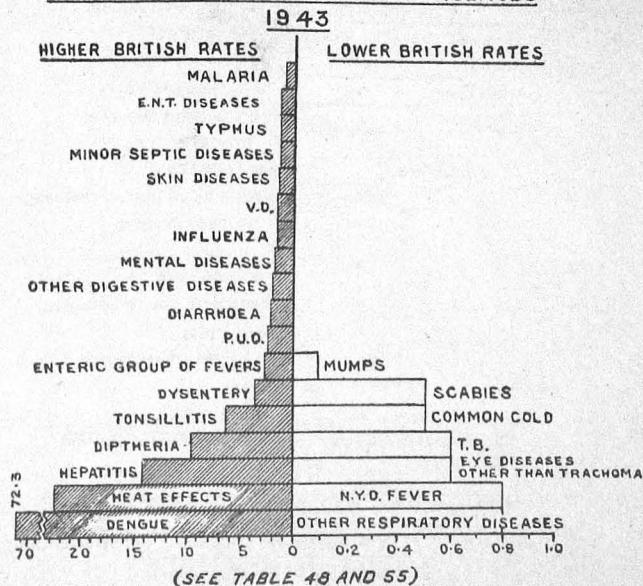 1943
HIGHER BRITISH RATES
LOWER BRITISH RATES
MALARIA
E.N.T. DISEASES
TYPHUS
MINOR SEPTIC DISEASES
SKIN DISEASES
V.D.
INFLUENZA
MENTAL DISEASES
OTHER DIGESTIVE DISEASES
DIARRHOEA
P.U.O.
ENTERIC GROUP OF FEVERS
MUMPS
DYSENTERY
SCABIES
TONSILLITIS
COMMON COLD
DIPTHERIA
T.B.
HEPATITIS
EYE DISEASES
OTHER THAN TRACHOMA
72.3
HEAT EFFECTS
N.Y.D. FEVER
DENGUE
OTHER RESPIRATORY DISEASES
70 20 15 10 5 0 0.2 0.4 0.6 0.8 1.0
(SEE TABLE 48 AND 55)